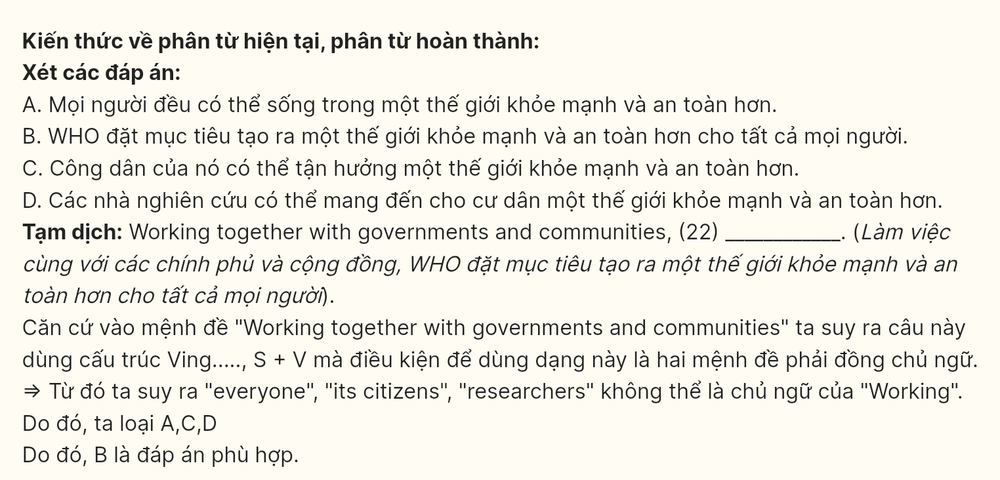 Kiến thức về phân từ hiện tại, phân từ hoàn thành:
Xét các đáp án:
A. Mọi người đều có thể sống trong một thế giới khỏe mạnh và an toàn hơn.
B. WHO đặt mục tiêu tạo ra một thế giới khỏe mạnh và an toàn hơn cho tất cả mọi người.
C. Công dân của nó có thể tận hưởng một thế giới khỏe mạnh và an toàn hơn.
D. Các nhà nghiên cứu có thể mang đến cho cư dân một thế giới khỏe mạnh và an toàn hơn.
Tạm dịch: Working together with governments and communities, (22) ___________. (Làm việc
cùng với các chính phủ và cộng đồng, WHO đặt mục tiêu tạo ra một thế giới khỏe mạnh và an
toàn hơn cho tất cả mọi người).
Căn cứ vào mệnh đề "Working together with governments and communities" ta suy ra câu này
dùng cấu trúc Ving....., S + V mà điều kiện để dùng dạng này là hai mệnh đề phải đồng chủ ngữ.
⇒ Từ đó ta suy ra "everyone", "its citizens", "researchers" không thể là chủ ngữ của "Working".
Do đó, ta loại A,C,D
Do đó, B là đáp án phù hợp.